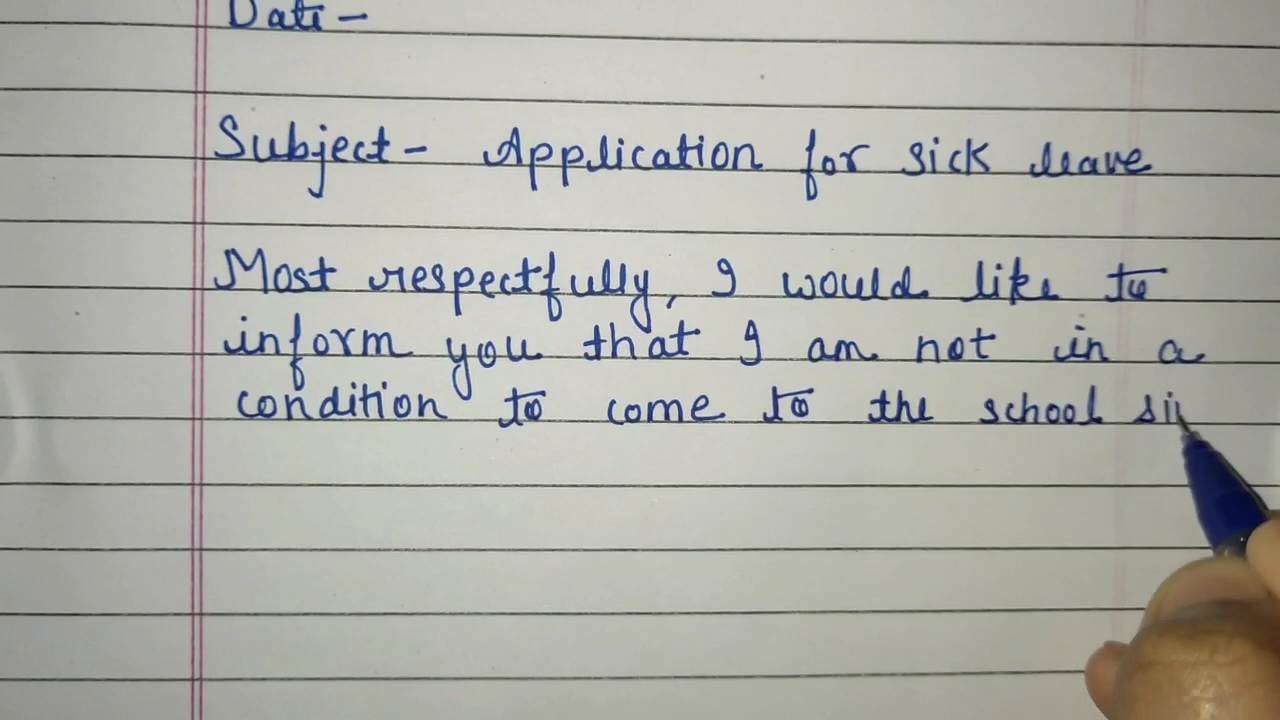 Date -
Subject - Application for sick leave
Most respectfully, I would like to
inform you that I am not in a
condition to come to the school